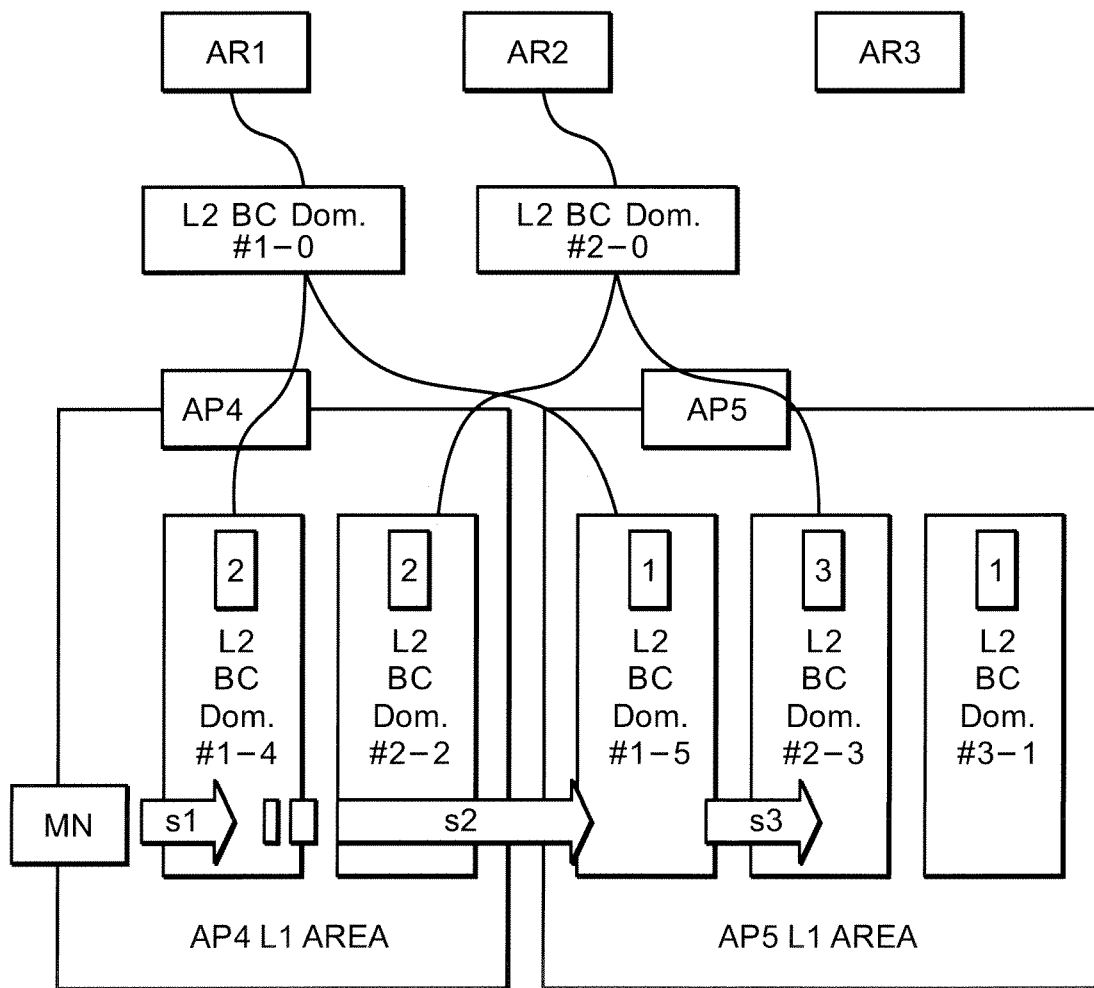 AR1
AR2
AR3
L2 BC Dom.
#1–0
L2 BC Dom.
#2–0
AP4
AP5
2
L2
BC
Dom.
#1–4
2
L2
BC
Dom.
#2–2
1
L2
BC
Dom.
#1–5
3
L2
BC
Dom.
#2–3
1
L2
BC
Dom.
#3–1
MN
s1
s2
s3
AP4 L1 AREA
AP5 L1 AREA